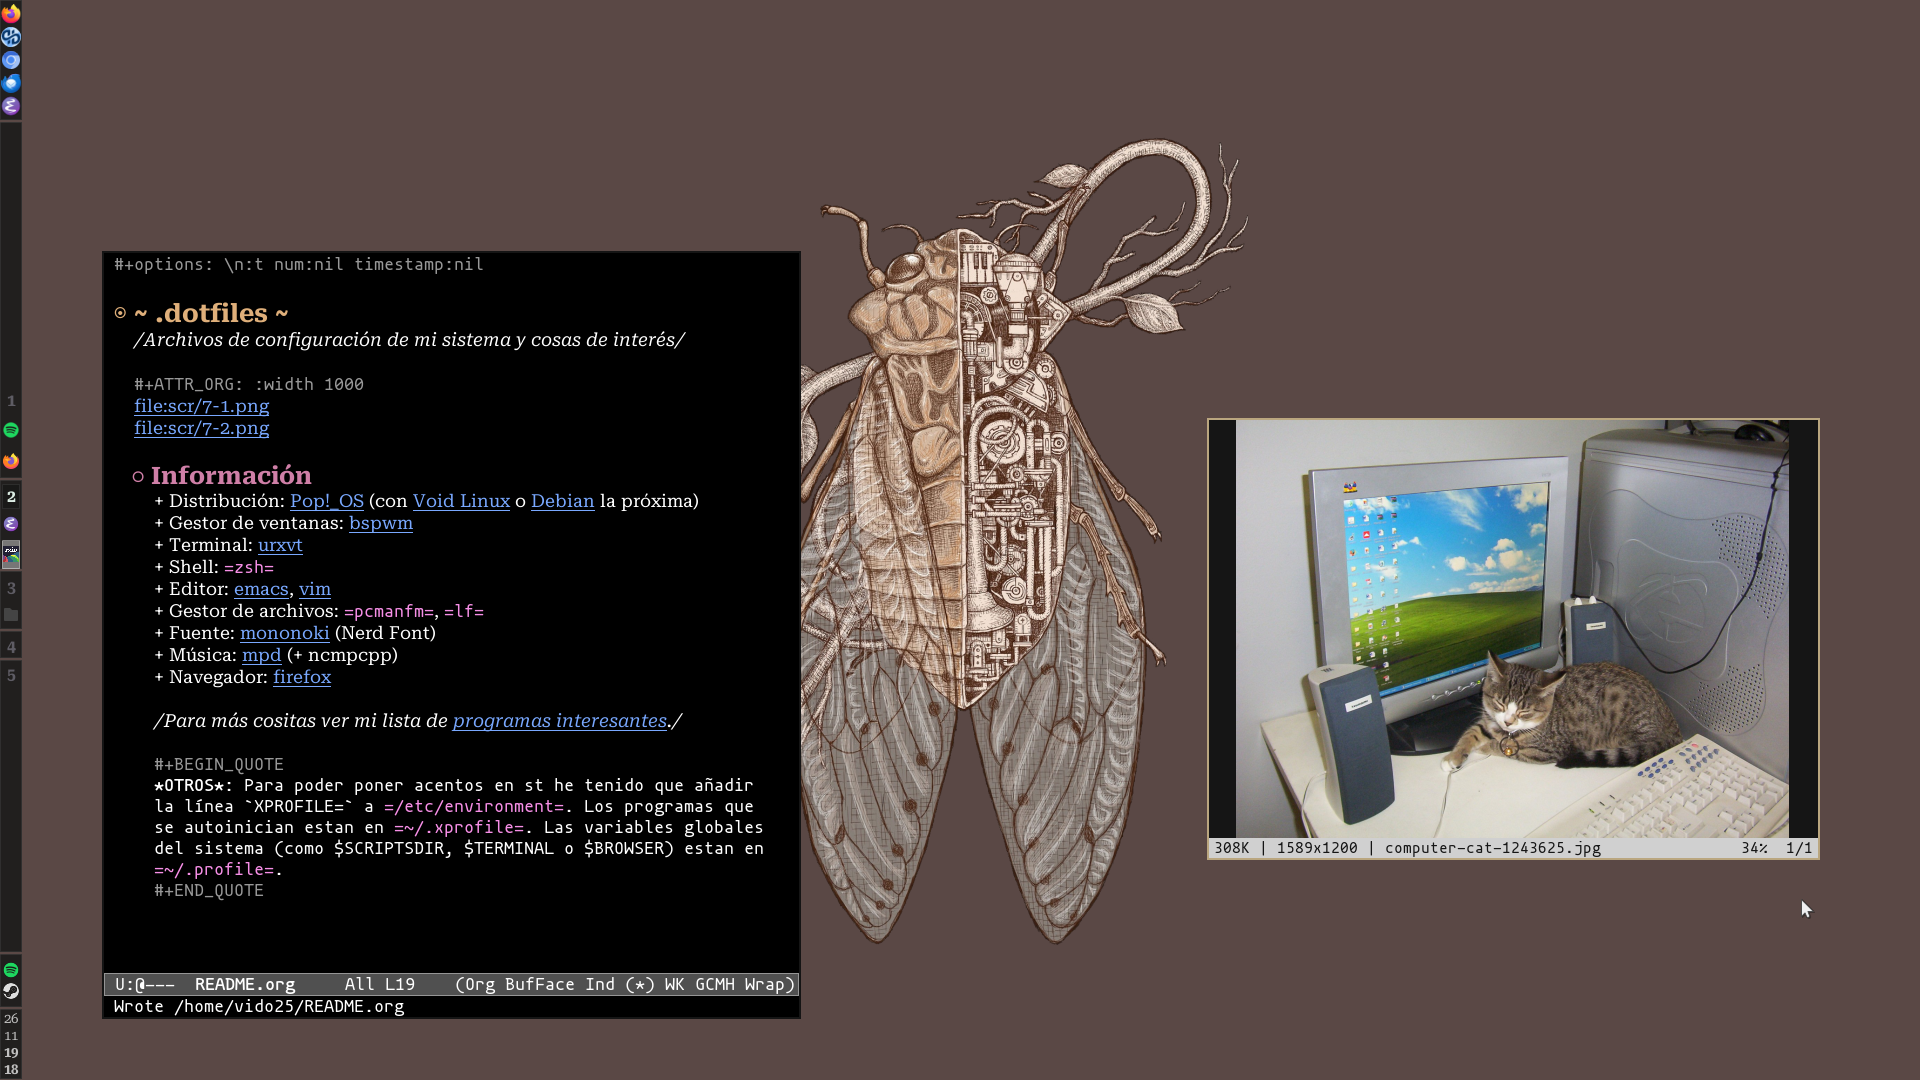 1
2
3
4
5
26
11
19
18
#+options: \n:t num:nil timestamp:nil
~ .dotfiles ~
/Archivos de configuración de mi sistema y cosas de interés/
#+ATTR_ORG: :width 1000
file:scr/7-1.png
file:scr/7-2.png
Información
+ Distribución: Pop!_OS (con Void Linux o Debian la próxima)
+ Gestor de ventanas: bspwm
+ Terminal: urxvt
+ Shell: =zsh=
+ Editor: emacs, vim
+ Gestor de archivos: =pcmanfm=, =lf=
+ Fuente: mononoki (Nerd Font)
+ Música: mpd (+ ncmpcpp)
+ Navegador: firefox
/Para más cositas ver mi lista de programas interesantes./
#+BEGIN_QUOTE
*OTROS*: Para poder poner acentos en st he tenido que añadir
la línea `XPROFILE=` a =/etc/environment=. Los programas que
se autoinician estan en =~/.xprofile=. Las variables globales
del sistema (como $SCRIPTSDIR, $TERMINAL o $BROWSER) estan en
=~/.profile=.
#+END_QUOTE
U:@--- README.org All L19 (Org BufFace Ind (*) WK GCMH Wrap)
Wrote /home/vido25/README.org
308K | 1589x1200 | computer-cat-1243625.jpg 34% 1/1